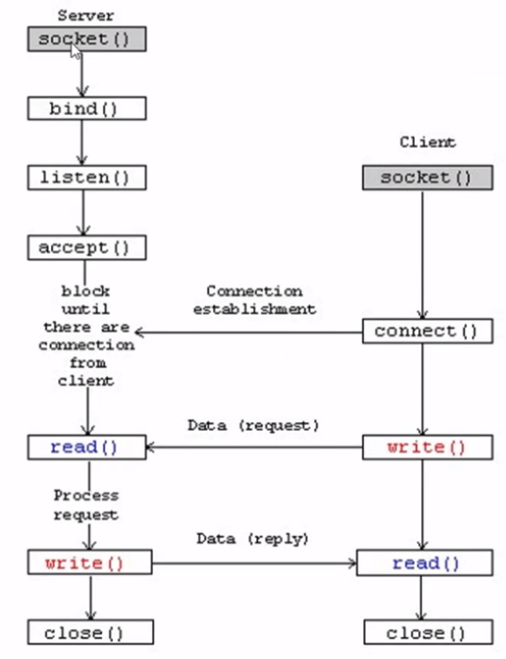 Server
socket()
bind()
listen()
accept()
block
until
there are
connection
from
client
read()
Process
request
write()
close()
Connection
establishment
Data (request)
Data (reply)
Client
socket()
connect()
write()
read()
close()